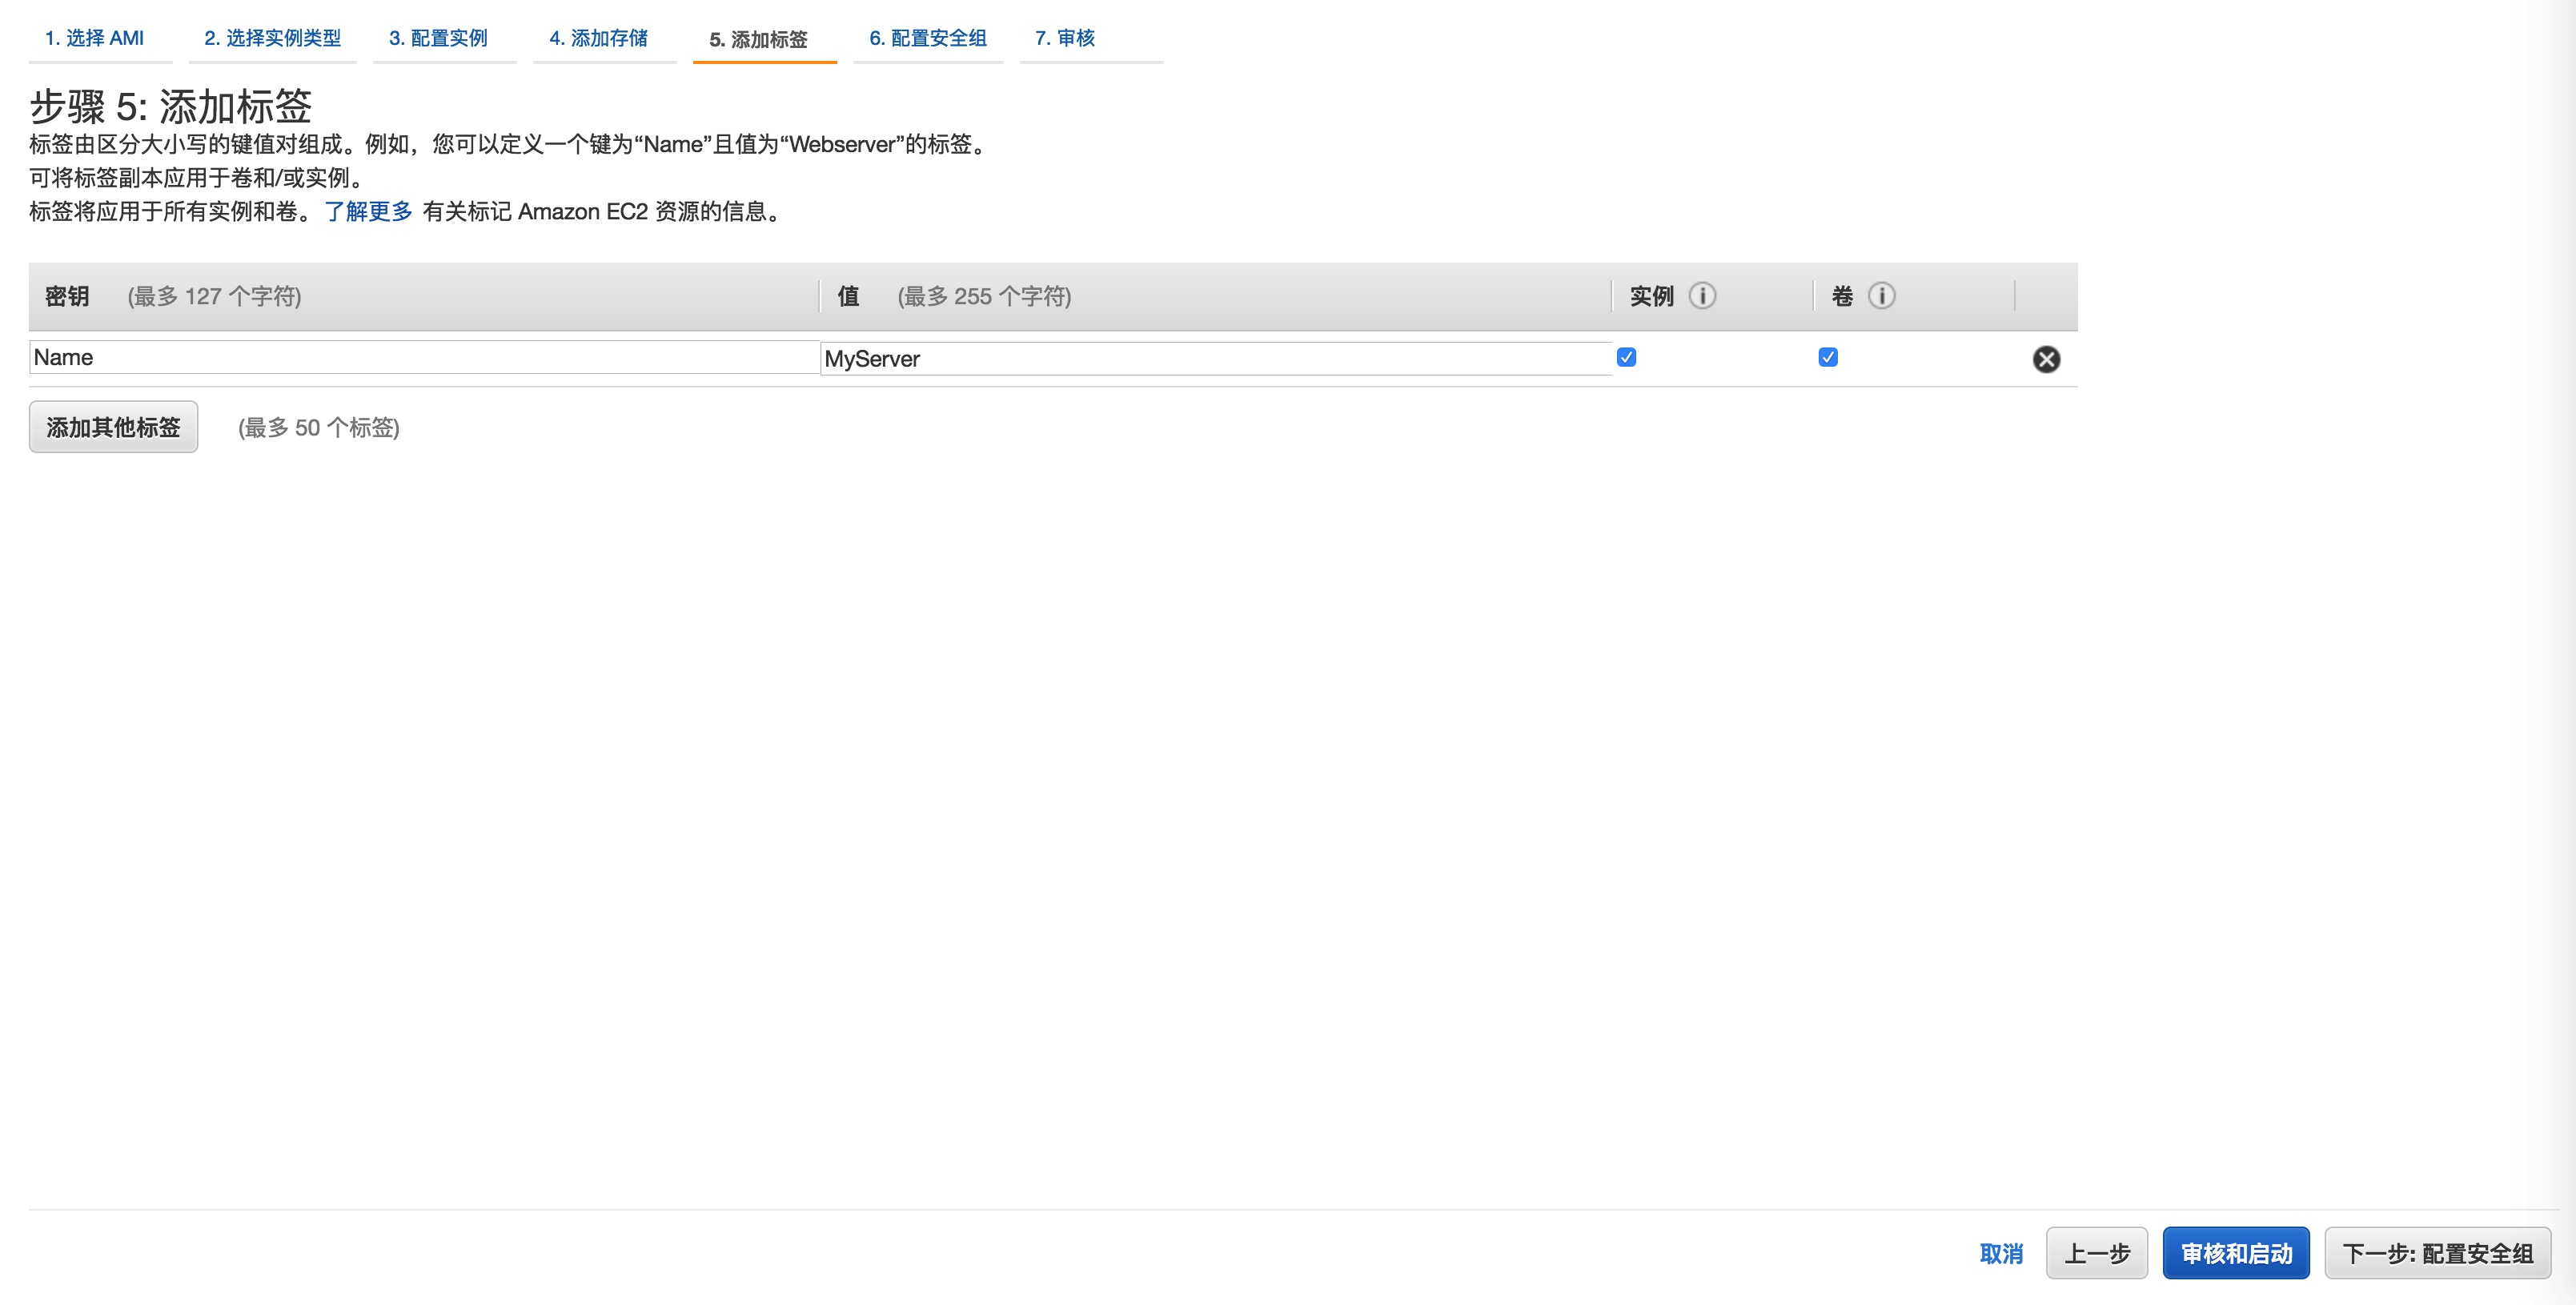 1. 选择 AMI 2. 选择实例类型 3. 配置实例 4. 添加存储 5. 添加标签 6. 配置安全组 7. 审核
步骤 5: 添加标签
标签由区分大小写的键值对组成。例如，您可以定义一个键为“Name”且值为“Webserver”的标签。
可将标签副本应用于卷和/或实例。
标签将应用于所有实例和卷。 了解更多 有关标记 Amazon EC2 资源的信息。
密钥 (最多 127 个字符) 值 (最多 255 个字符) 实例 卷
Name MyServer
添加其他标签 (最多 50 个标签)
取消 上一步 审核和启动 下一步: 配置安全组